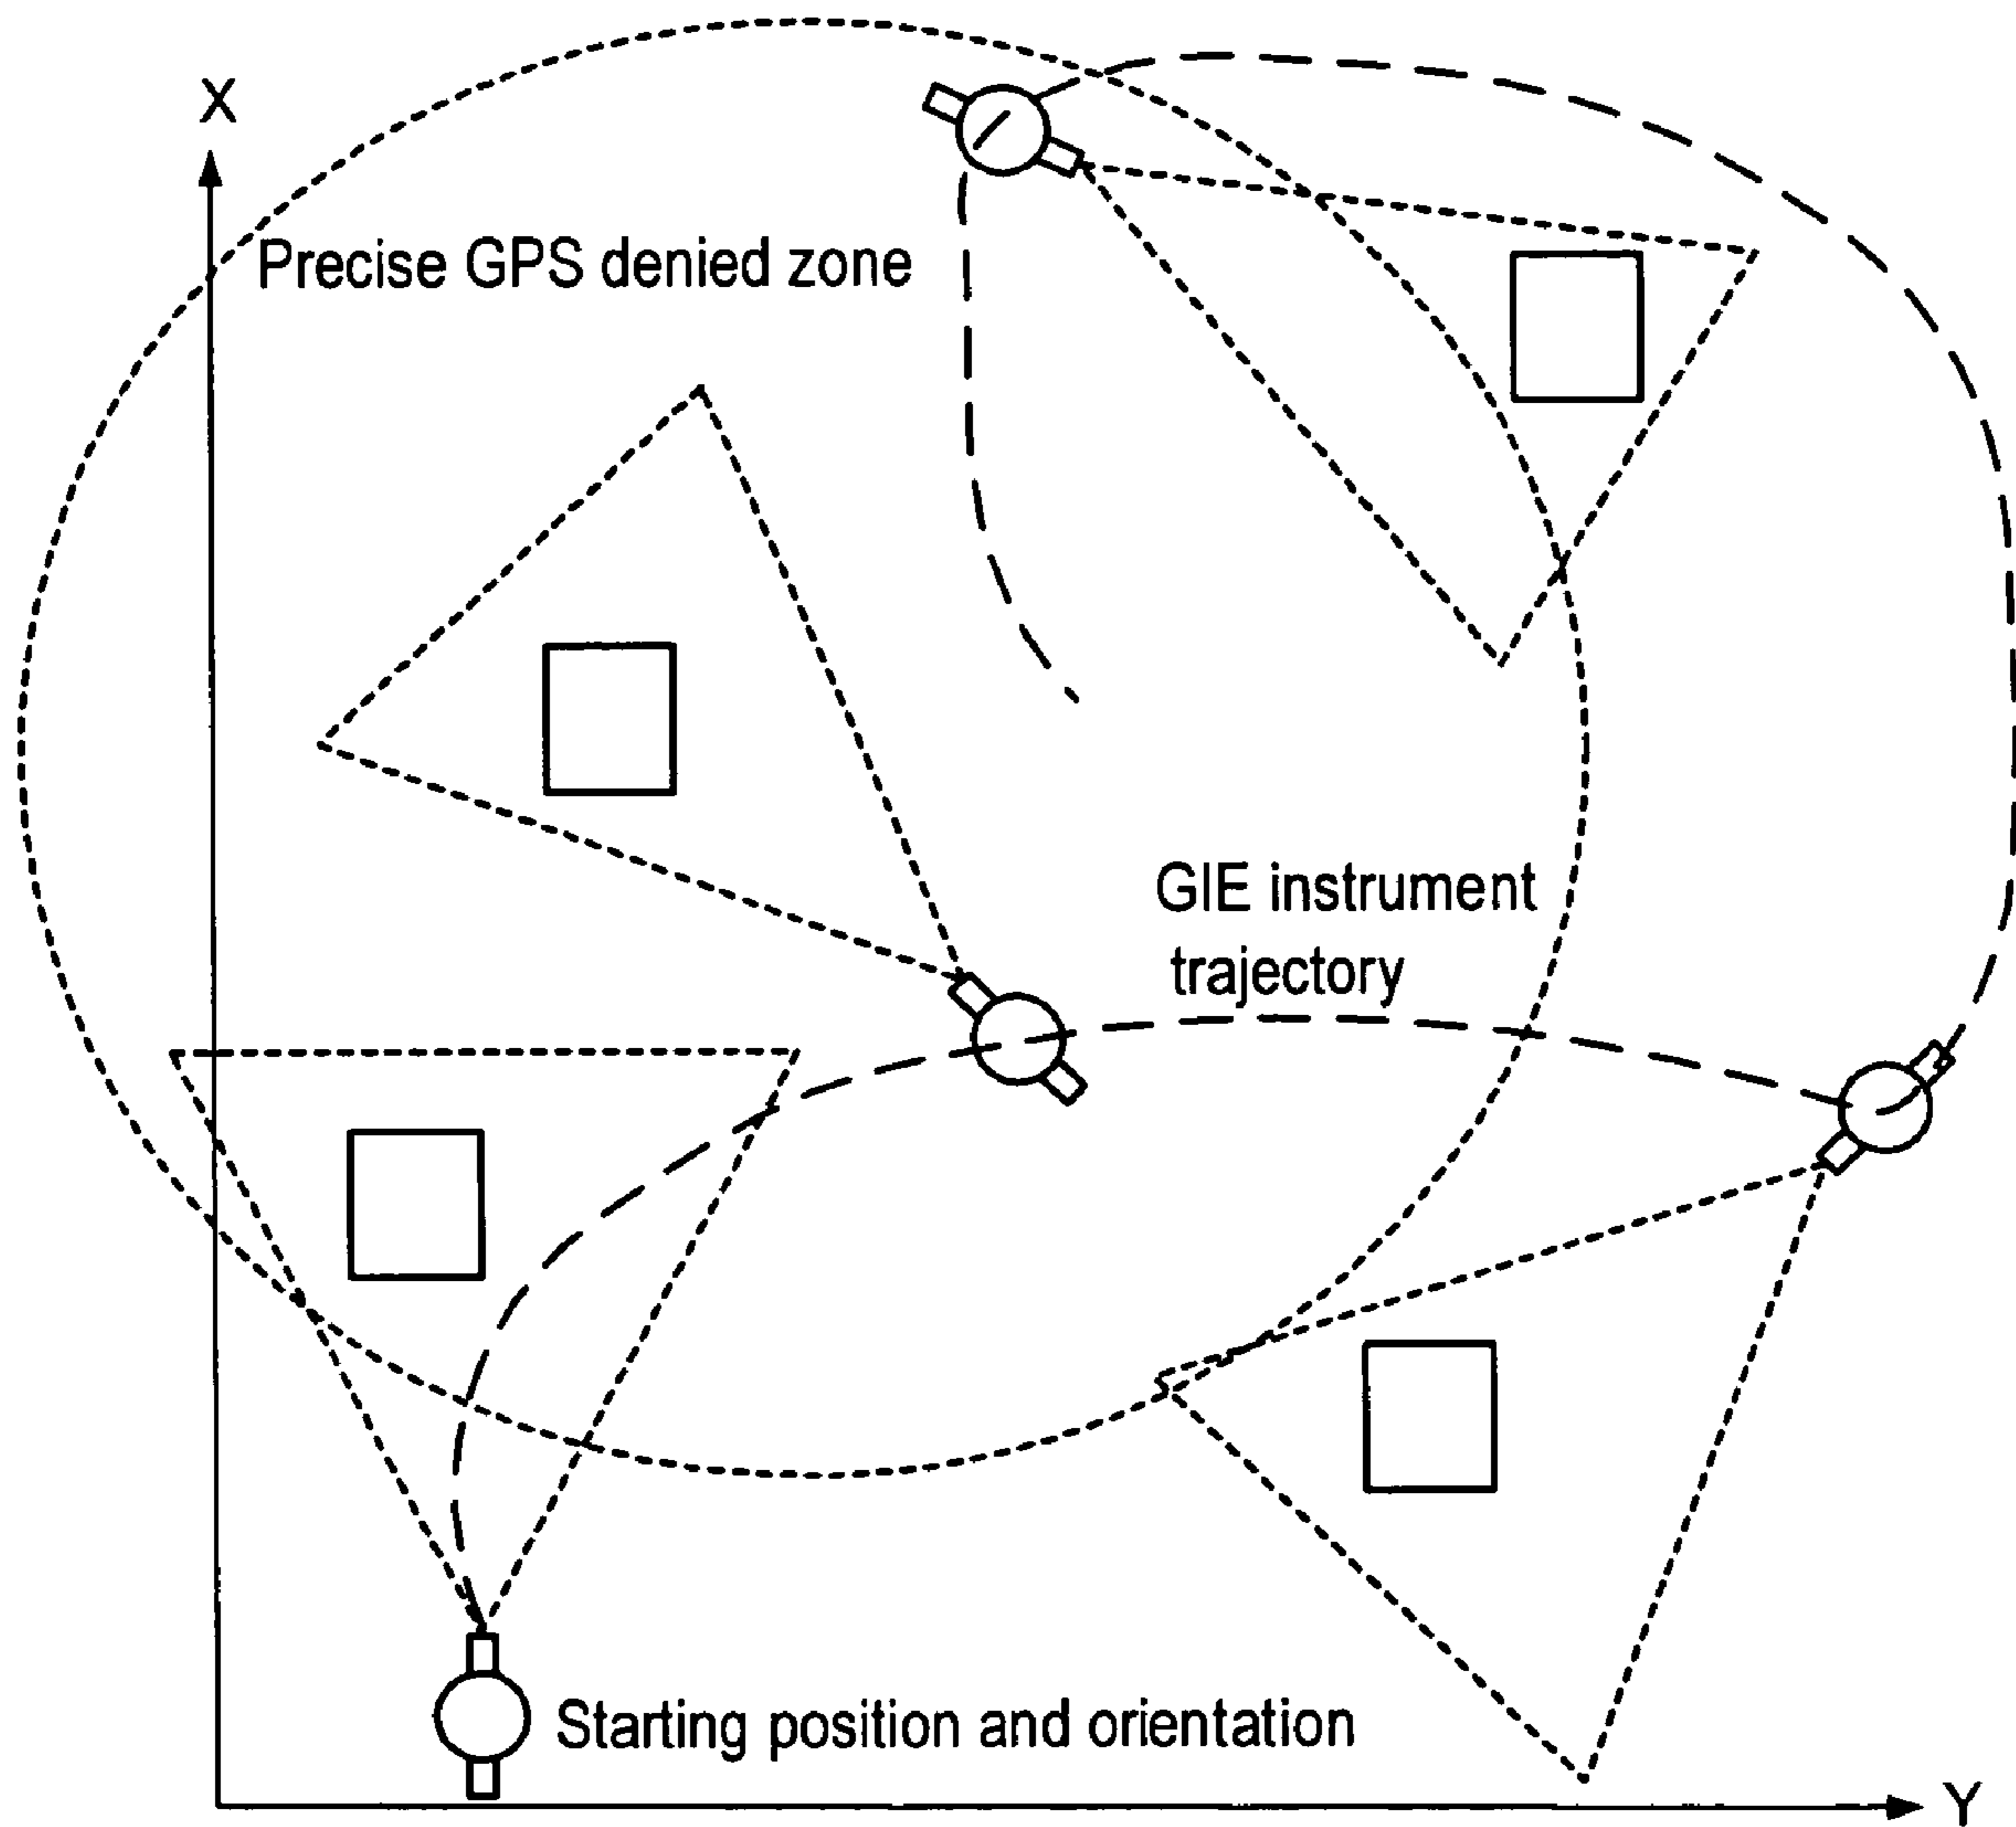 X
Precise GPS denied zone
GIE instrument
trajectory
Starting position and orientation
Y